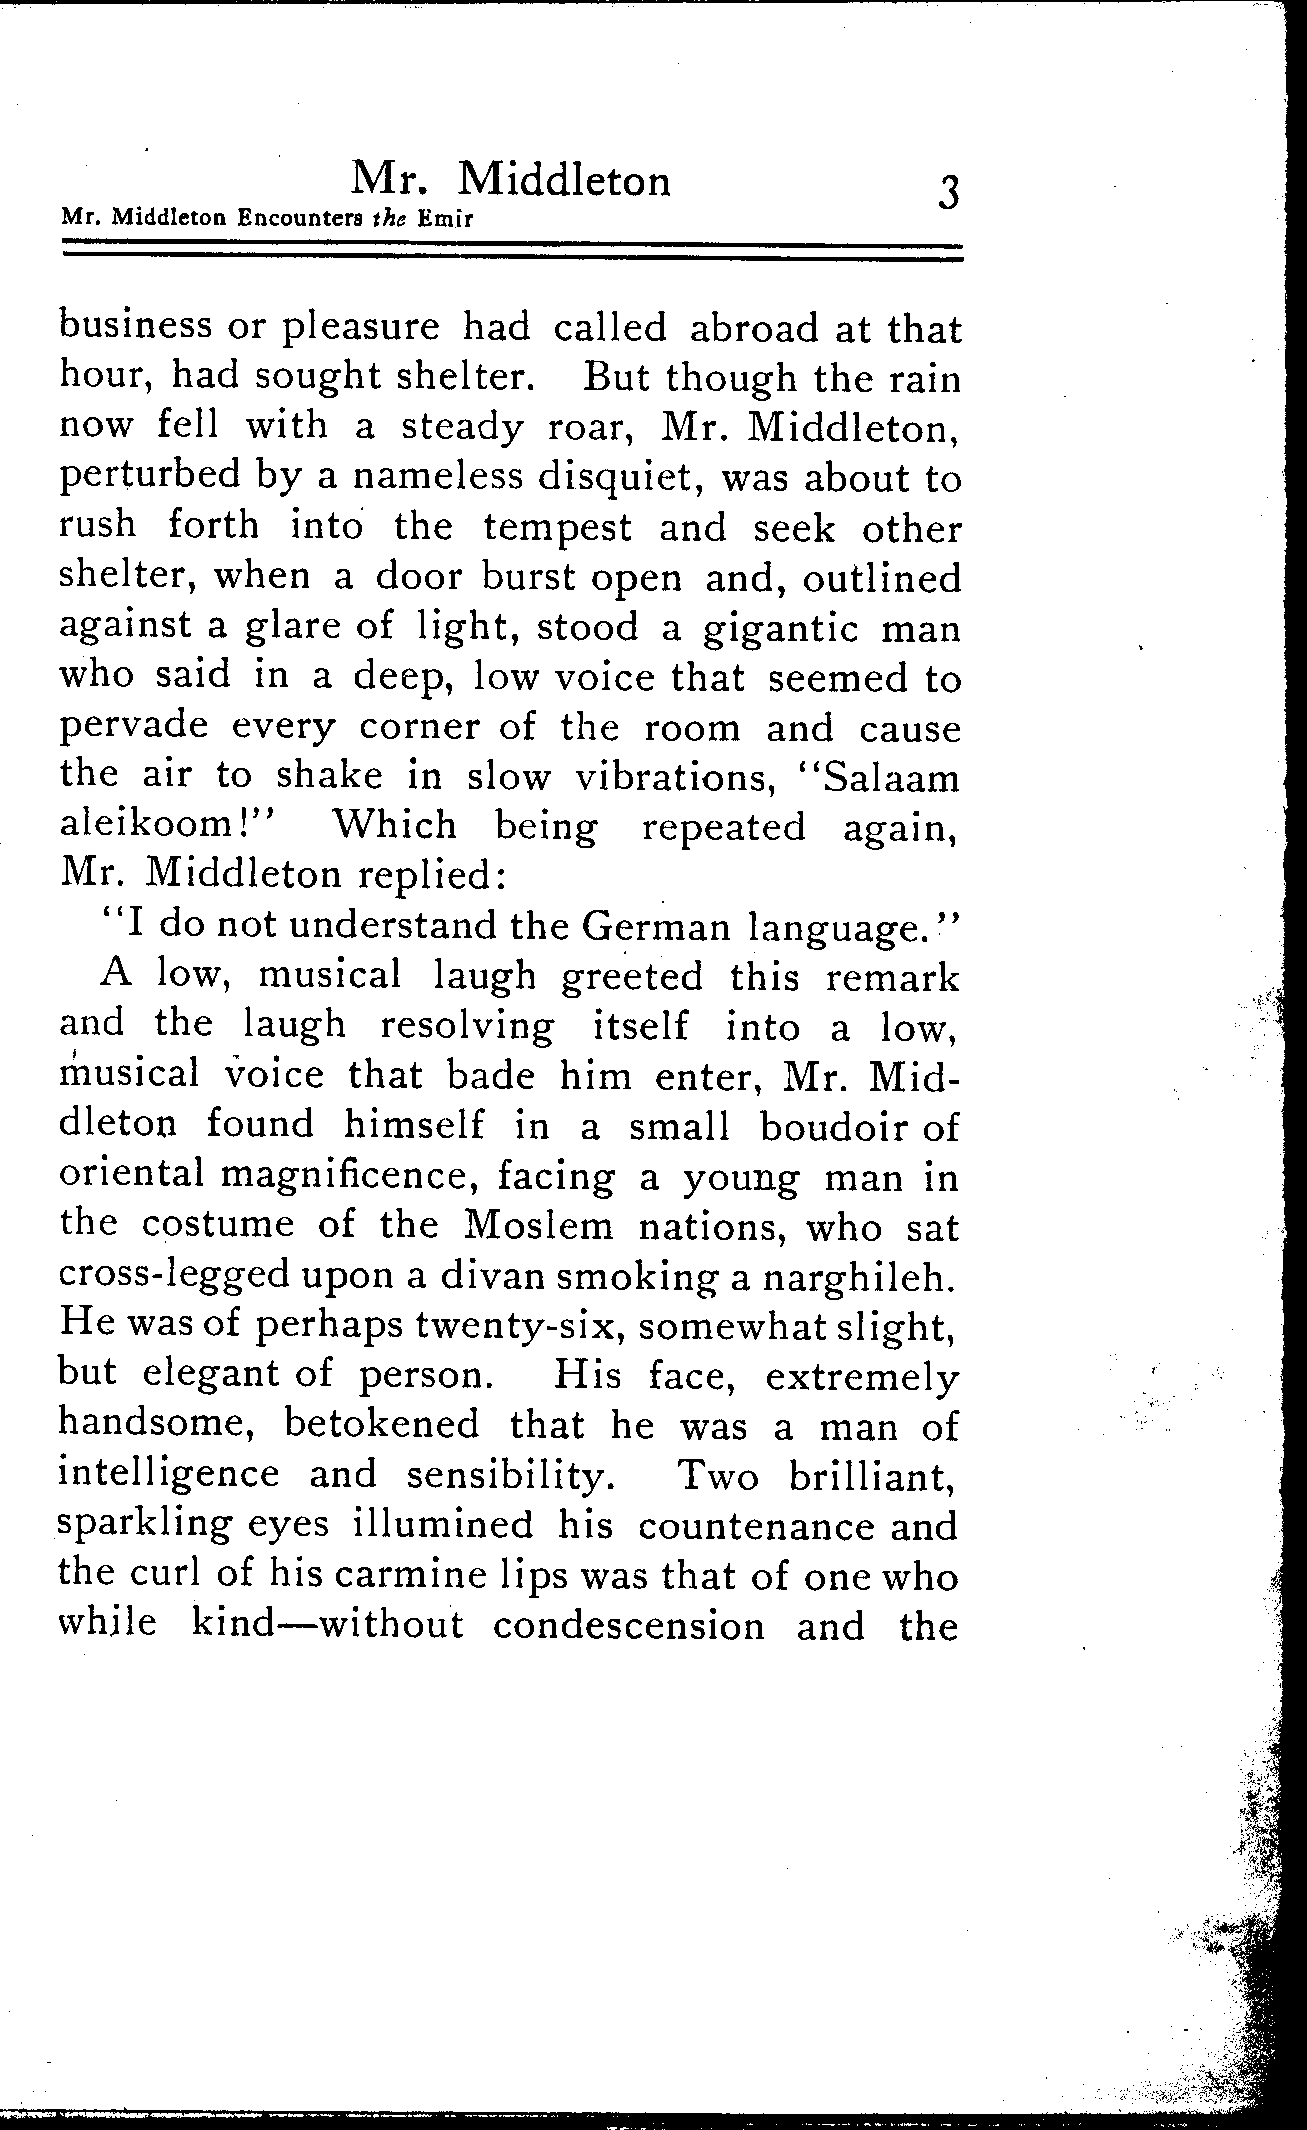 Mr. Middleton 3
Mr. Middleton Encounters the Emir
business or pleasure had called abroad at that
hour, had sought shelter. But though the rain
now fell with a steady roar, Mr. Middleton,
perturbed by a nameless disquiet, was about to
rush forth into the tempest and seek other
shelter, when a door burst open and, outlined
against a glare of light, stood a gigantic man
who said in a deep, low voice that seemed to
pervade every corner of the room and cause
the air to shake in slow vibrations, "Salaam
aleikoom!" Which being repeated again,
Mr. Middleton replied:
"I do not understand the German language."
A low, musical laugh greeted this remark
and the laugh resolving itself into a low,
musical voice that bade him enter, Mr. Mid-
dleton found himself in a small boudoir of
oriental magnificence, facing a young man in
the costume of the Moslem nations, who sat
cross-legged upon a divan smoking a narghileh.
He was of perhaps twenty-six, somewhat slight,
but elegant of person. His face, extremely
handsome, betokened that he was a man of
intelligence and sensibility. Two brilliant,
sparkling eyes illumined his countenance and
the curl of his carmine lips was that of one who
while kind—without condescension and the